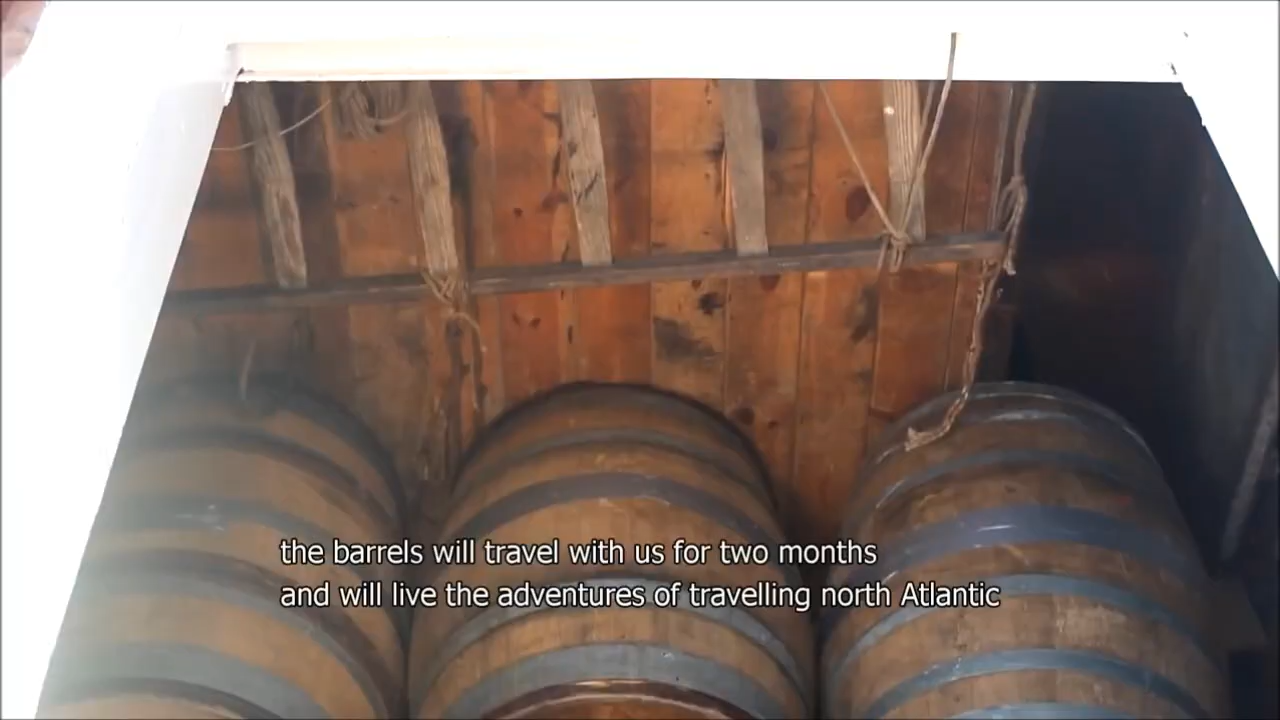 the barrels will travel with us for two months
and will live the adventures of travelling north Atlantic